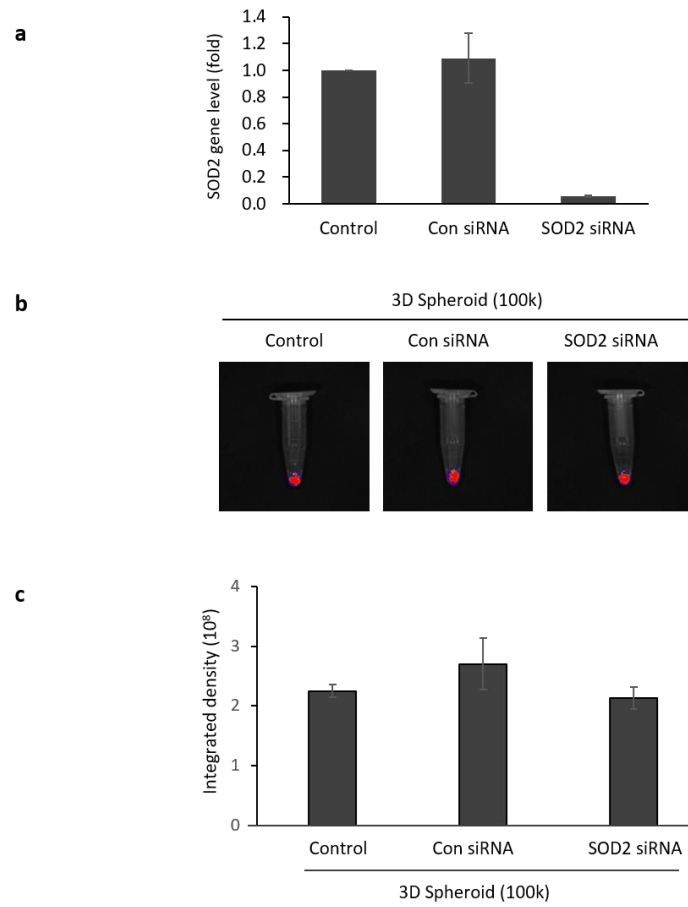 a
SOD2 gene level (fold)
1.4
1.2
1.0
0.8
0.6
0.4
0.2
0.0
Control Con siRNA SOD2 siRNA
b
3D Spheroid (100k)
Control Con siRNA SOD2 siRNA
c
Integrated density (10⁸)
4
3
2
1
0
Control Con siRNA SOD2 siRNA
3D Spheroid (100k)